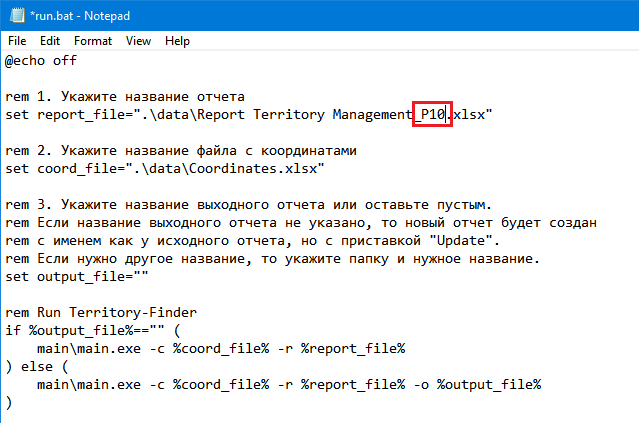 *run.bat - Notepad
File Edit Format View Help
@echo off
rem 1. Укажите название отчета
set report_file=".\data\Report Territory Management_P10.xlsx"
rem 2. Укажите название файла с координатами
set coord_file=".\data\Coordinates.xlsx"
rem 3. Укажите название выходного отчета или оставьте пустым.
rem Если название выходного отчета не указано, то новый отчет будет создан
rem с именем как у исходного отчета, но с приставкой "Update".
rem Если нужно другое название, то укажите папку и нужное название.
set output_file=""
rem Run Territory-Finder
if %output_file%=="" (
    main\main.exe -c %coord_file% -r %report_file%
) else (
    main\main.exe -c %coord_file% -r %report_file% -o %output_file%
)